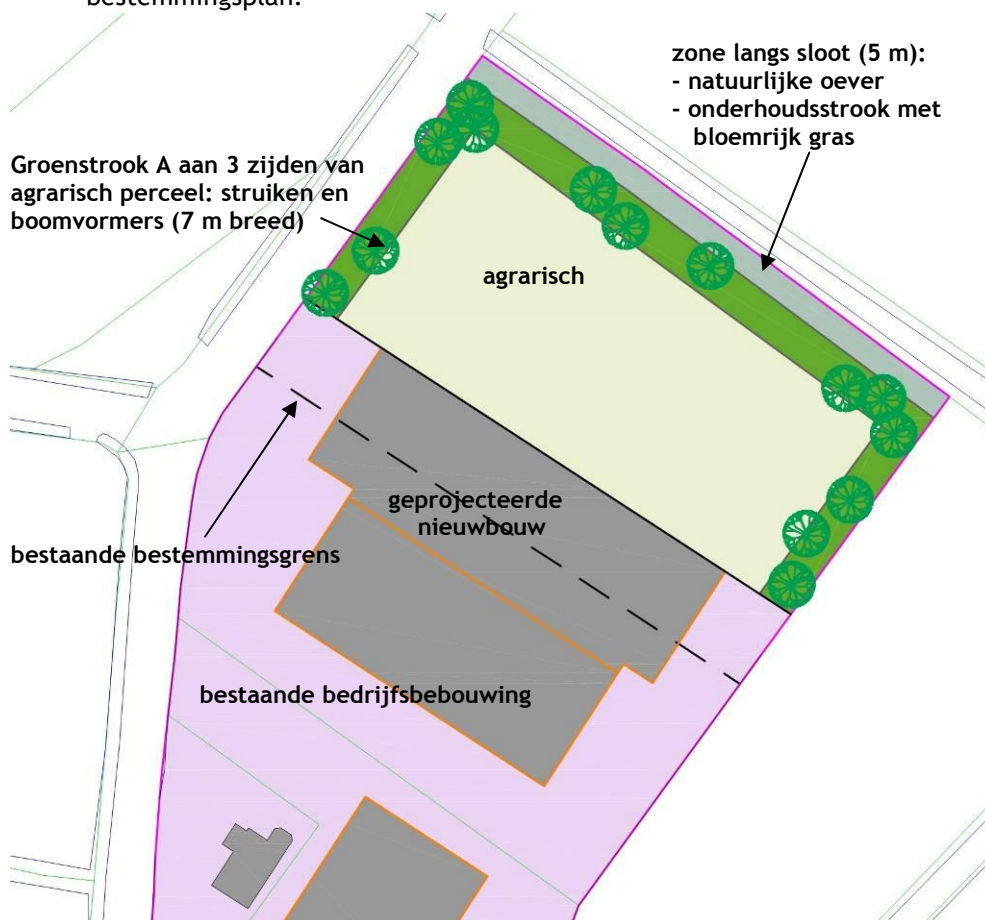 bestemmingsplan.
zone langs sloot (5 m):
- natuurlijke oever
- onderhoudsstrook met
bloemrijk gras
Groenstrook A aan 3 zijden van
agrarisch perceel: struiken en
boomvormers (7 m breed)
agrarisch
geprojecteerde
nieuwbouw
bestaande bestemmingsgrens
bestaande bedrijfsbebouwing